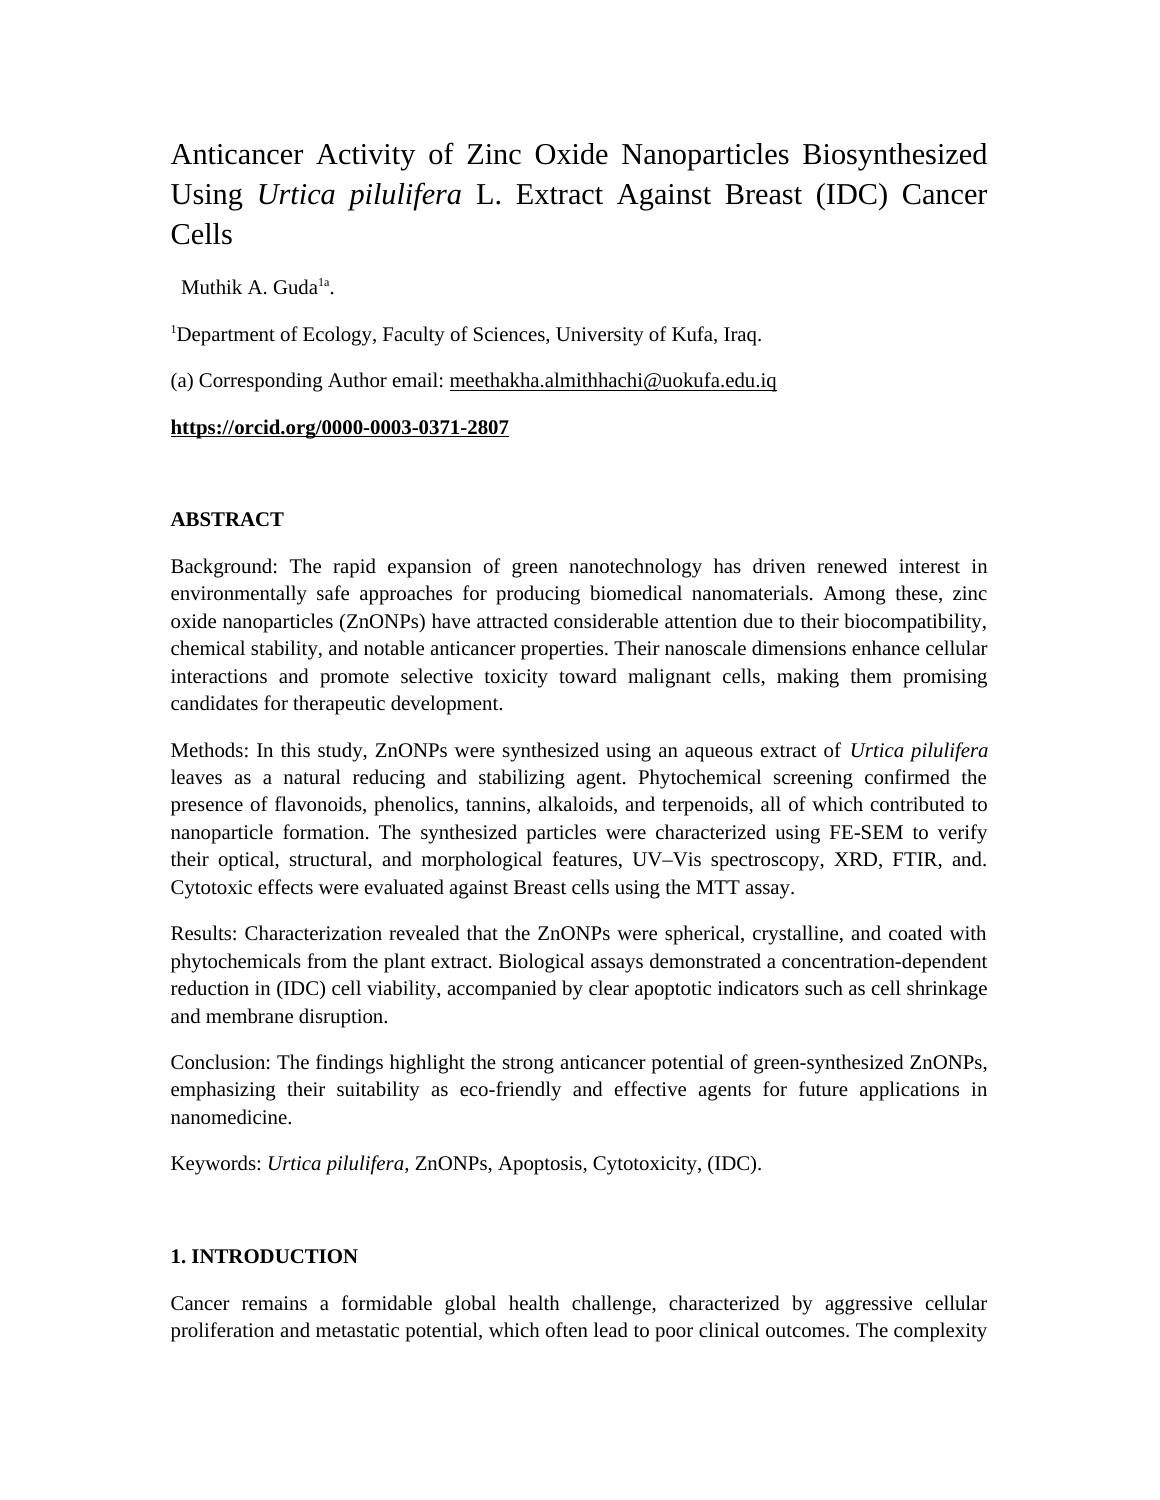 Anticancer Activity of Zinc Oxide Nanoparticles Biosynthesized
Using Urtica pilulifera L. Extract Against Breast (IDC) Cancer
Cells
Muthik A. Guda1a.
1Department of Ecology, Faculty of Sciences, University of Kufa, Iraq.
(a) Corresponding Author email: meethakha.almithhachi@uokufa.edu.iq
https://orcid.org/0000-0003-0371-2807
ABSTRACT
Background: The rapid expansion of green nanotechnology has driven renewed interest in
environmentally safe approaches for producing biomedical nanomaterials. Among these, zinc
oxide nanoparticles (ZnONPs) have attracted considerable attention due to their biocompatibility,
chemical stability, and notable anticancer properties. Their nanoscale dimensions enhance cellular
interactions and promote selective toxicity toward malignant cells, making them promising
candidates for therapeutic development.
Methods: In this study, ZnONPs were synthesized using an aqueous extract of Urtica pilulifera
leaves as a natural reducing and stabilizing agent. Phytochemical screening confirmed the
presence of flavonoids, phenolics, tannins, alkaloids, and terpenoids, all of which contributed to
nanoparticle formation. The synthesized particles were characterized using FE-SEM to verify
their optical, structural, and morphological features, UV–Vis spectroscopy, XRD, FTIR, and.
Cytotoxic effects were evaluated against Breast cells using the MTT assay.
Results: Characterization revealed that the ZnONPs were spherical, crystalline, and coated with
phytochemicals from the plant extract. Biological assays demonstrated a concentration-dependent
reduction in (IDC) cell viability, accompanied by clear apoptotic indicators such as cell shrinkage
and membrane disruption.
Conclusion: The findings highlight the strong anticancer potential of green-synthesized ZnONPs,
emphasizing their suitability as eco-friendly and effective agents for future applications in
nanomedicine.
Keywords: Urtica pilulifera, ZnONPs, Apoptosis, Cytotoxicity, (IDC).
1. INTRODUCTION
Cancer remains a formidable global health challenge, characterized by aggressive cellular
proliferation and metastatic potential, which often lead to poor clinical outcomes. The complexity